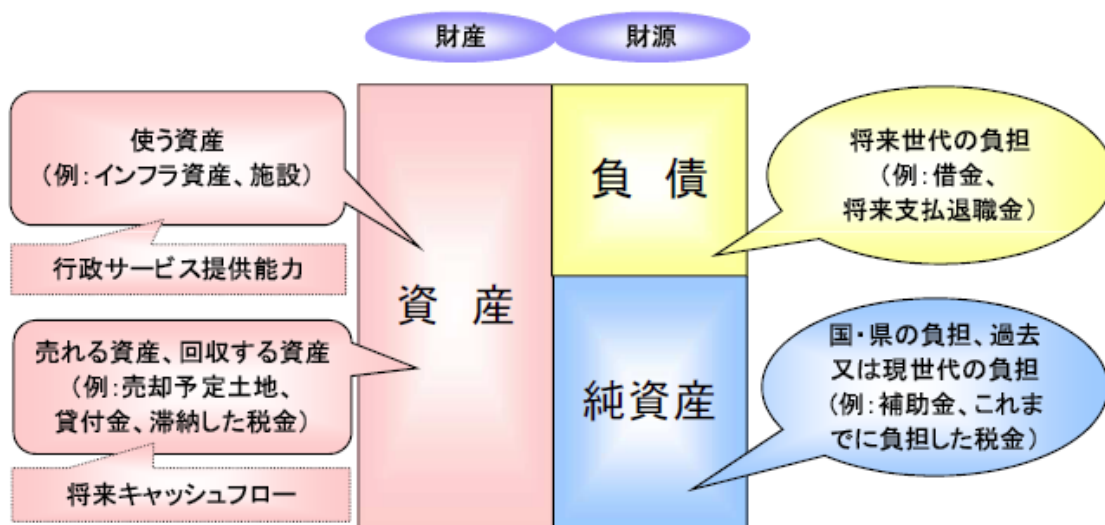 財産
財源
使う資産
（例：インフラ資産、施設）
行政サービス提供能力
売れる資産、回収する資産
（例：売却予定土地、
貸付金、滞納した税金）
将来キャッシュフロー
資 産
負 債
純資産
将来世代の負担
（例：借金、
将来支払退職金）
国・県の負担、過去
又は現世代の負担
（例：補助金、これま
でに負担した税金）